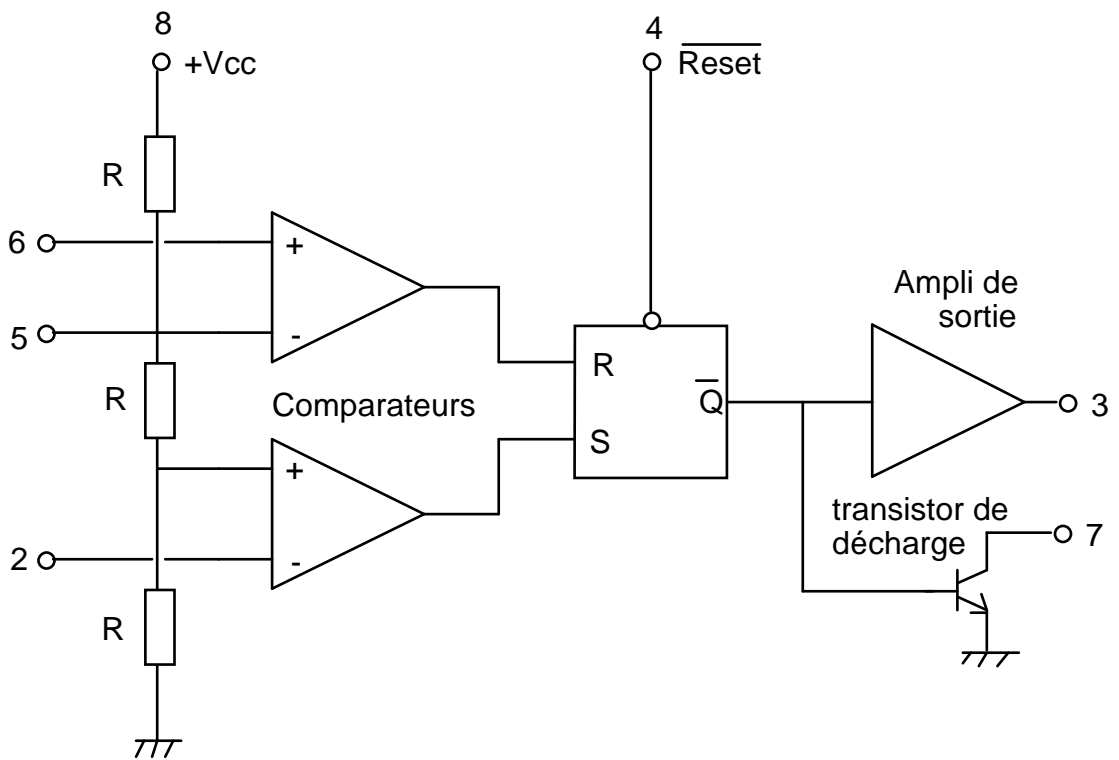 8
+Vcc
4
Reset
R
6
+
5
-
Ampli de
sortie
R
R
Comparateurs
Q
3
S
+
transistor de
décharge
7
2
-
R